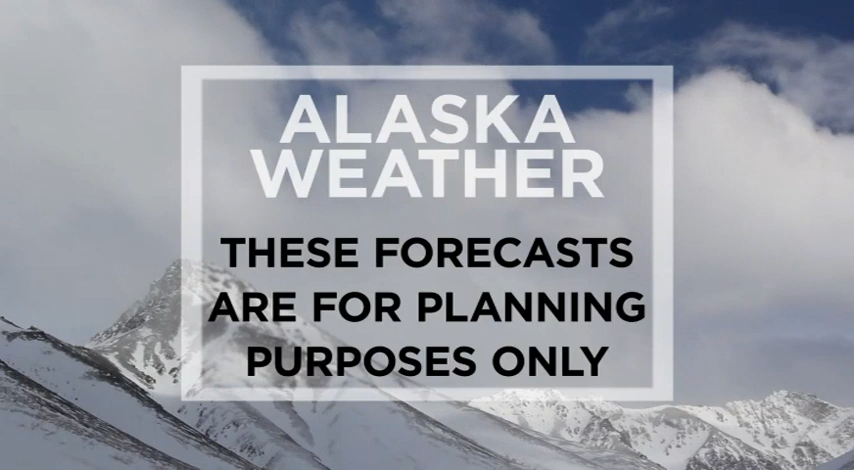 ALASKA
WEATHER
THESE FORECASTS
ARE FOR PLANNING
PURPOSES ONLY